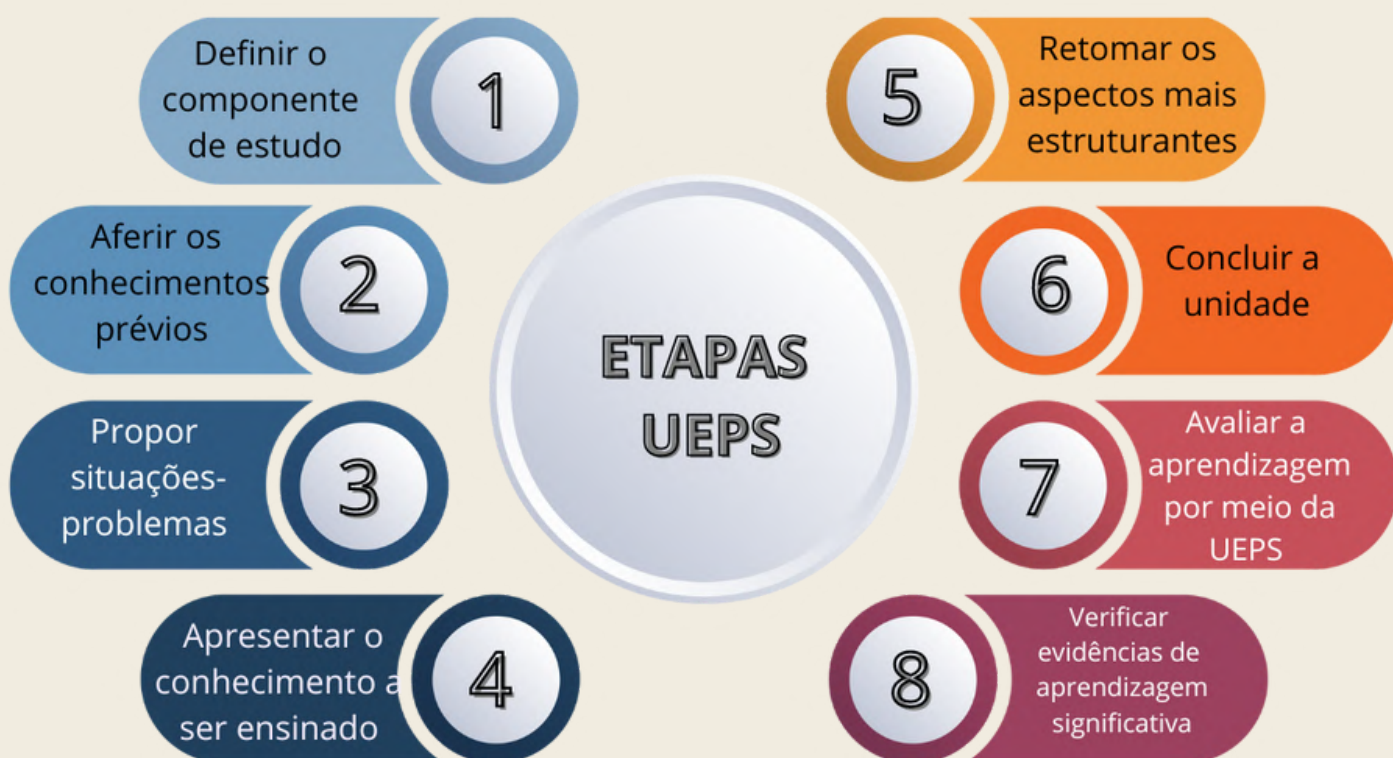 ETAPAS
UEPS
1
Definir o
componente
de estudo
2
Aferir os
conhecimentos
prévios
3
Propor
situações-
problemas
4
Apresentar o
conhecimento a
ser ensinado
5
Retomar os
aspectos mais
estruturantes
6
Concluir a
unidade
7
Avaliar a
aprendizagem
por meio da
UEPS
8
Verificar
evidências de
aprendizagem
significativa